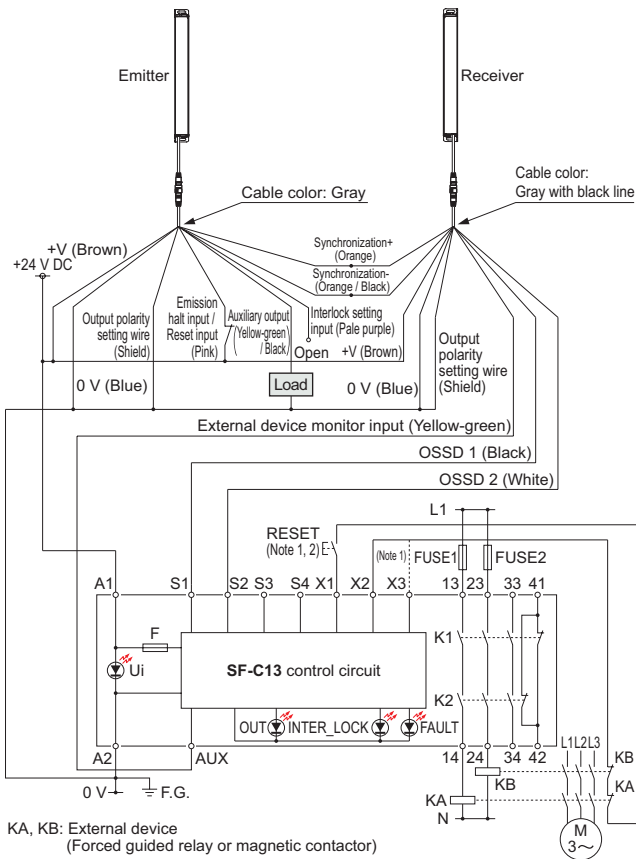 Emitter
Receiver
Cable color: Gray
Cable color:
Gray with black line
+V (Brown)
+24 V DC
Synchronization+
(Orange)
Synchronization-
(Orange / Black)
Output polarity
setting wire
(Shield)
Emission
halt input /
Reset input
(Pink)
Auxiliary output
(Yellow-green
/ Black)
Interlock setting
input (Pale purple)
Open
+V (Brown)
Output
polarity
setting wire
(Shield)
0 V (Blue)
Load
0 V (Blue)
External device monitor input (Yellow-green)
OSSD 1 (Black)
OSSD 2 (White)
L1
RESET
(Note 1, 2)
(Note 1)
FUSE1
FUSE2
A1 S1 S2 S3 S4 X1 X2 X3 13 23 33 41
F
K1
Ui
SF-C13 control circuit
K2
OUT INTER_LOCK FAULT
A2 AUX 14 24 34 42
L1 L2 L3
KB
KB
KA
0 V
F.G.
KA
N
M
3~
KA, KB: External device
(Forced guided relay or magnetic contactor)